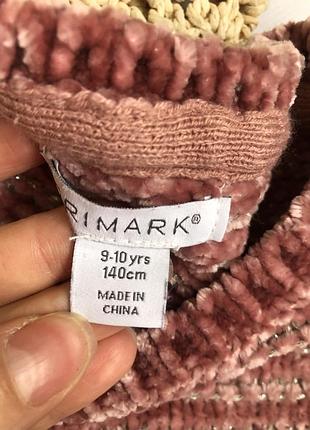 RIMARK®
9-10 yrs
140cm
MADE IN
CHINA